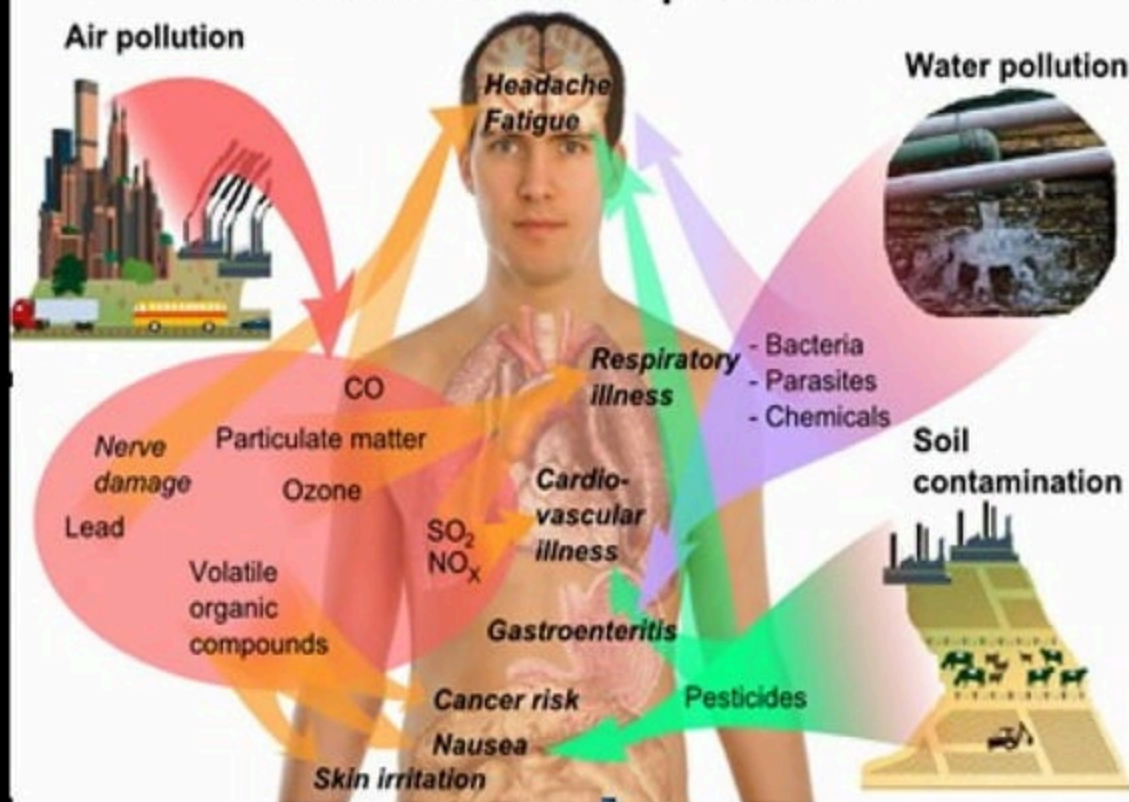 Air pollution
Water pollution
Headache
Fatigue
Respiratory
illness
- Bacteria
- Parasites
- Chemicals
CO
Particulate matter
Nerve
damage
Ozone
Lead
SO₂
NOₓ
Cardio-
vascular
illness
Volatile
organic
compounds
Soil
contamination
Gastroenteritis
Cancer risk
Pesticides
Nausea
Skin irritation